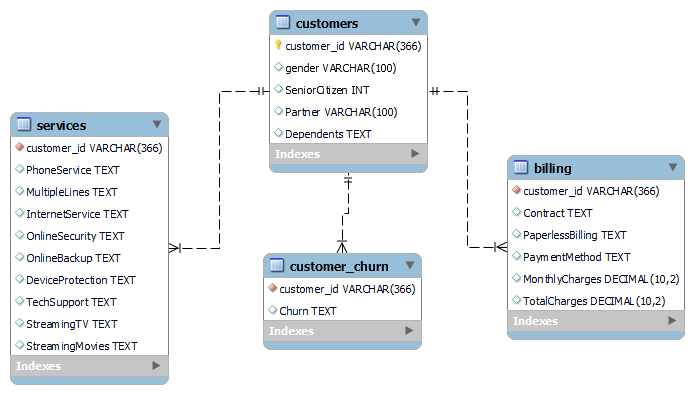 customers
customer_id VARCHAR(366)
gender VARCHAR(100)
SeniorCitizen INT
Partner VARCHAR(100)
Dependents TEXT
Indexes
services
customer_id VARCHAR(366)
PhoneService TEXT
MultipleLines TEXT
InternetService TEXT
OnlineSecurity TEXT
OnlineBackup TEXT
DeviceProtection TEXT
TechSupport TEXT
StreamingTV TEXT
StreamingMovies TEXT
Indexes
customer_churn
customer_id VARCHAR(366)
Churn TEXT
Indexes
billing
customer_id VARCHAR(366)
Contract TEXT
PaperlessBilling TEXT
PaymentMethod TEXT
MonthlyCharges DECIMAL(10,2)
TotalCharges DECIMAL(10,2)
Indexes